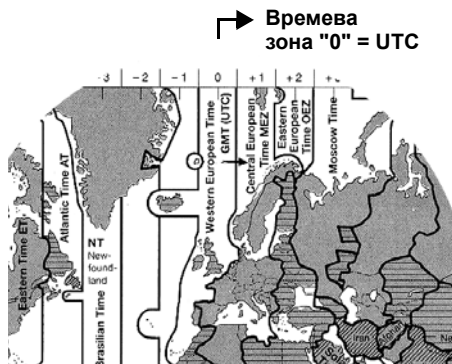 Времева
зона "0" = UTC
-3 -2 -1 0 +1 +2
Eastern Time ET
Atlantic Time AT
NT
New-
found-
land
Brasilian Time
Western European Time
GMT (UTC)
Central European
Time MEZ
Eastern
European
Time OEZ
Moscow Time
Iran